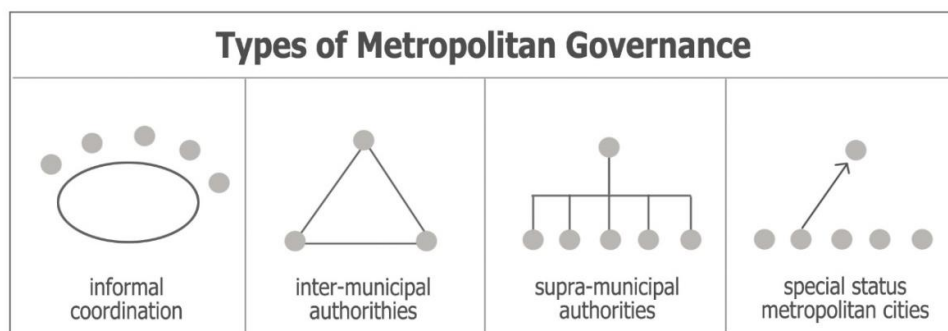 Types of Metropolitan Governance
informal
coordination
inter-municipal
authorithies
supra-municipal
authorities
special status
metropolitan cities